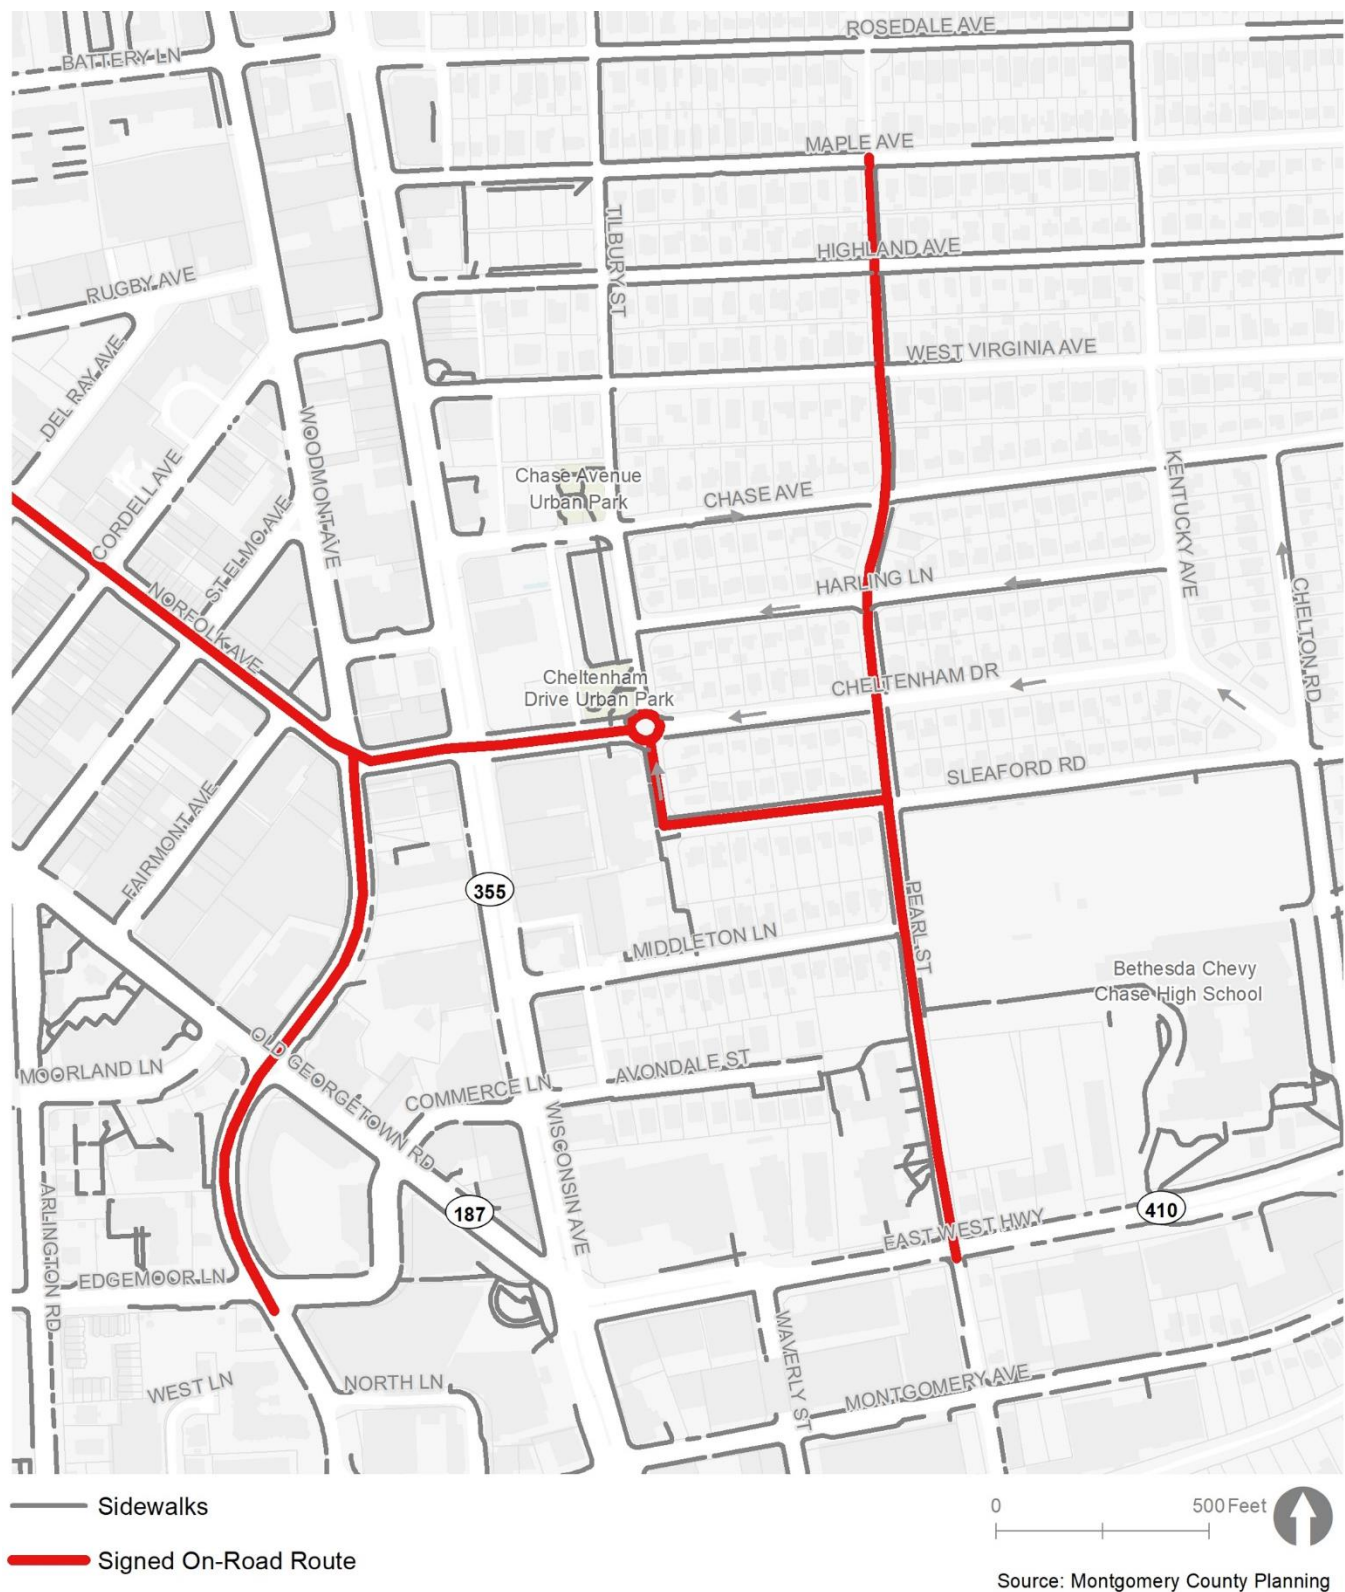 ROSEDALE AVE
BATTERY LN
MAPLE AVE
TILBURY ST
HIGHLAND AVE
RUGBY AVE
WEST VIRGINIA AVE
DEL RAY AVE
WOODMONT AVE
CORDELL AVE
ST ELMO AVE
Chase Avenue
Urban Park
CHASE AVE
KENTUCKY AVE
HARLING LN
CHELTON RD
NORFOLK AVE
Cheltenham
Drive Urban Park
CHELTENHAM DR
SLEAFORD RD
FAIRMONT AVE
355
PEARL ST
MIDDLETON LN
Bethesda Chevy
Chase High School
OLD GEORGETOWN RD
MOORLAND LN
AVONDALE ST
COMMERCE LN
WISCONSIN AVE
ARLINGTON RD
187
410
EAST WEST HWY
EDGEMOOR LN
WAVERLY ST
WEST LN
NORTH LN
MONTGOMERY AVE
Sidewalks
Signed On-Road Route
0 500 Feet
Source: Montgomery County Planning